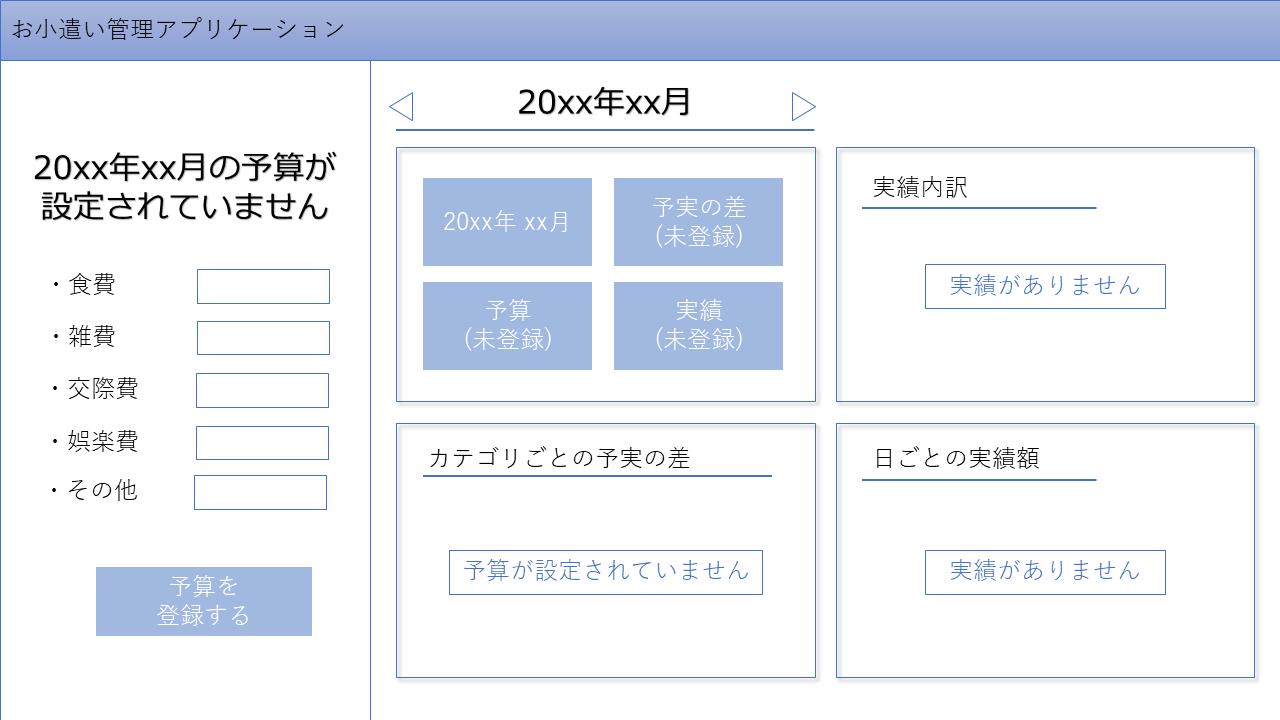 お小遣い管理アプリケーション
20xx年xx月の予算が
設定されていません
・食費
・雑費
・交際費
・娯楽費
・その他
予算を
登録する
20xx年xx月
20xx年 xx月
予実の差
(未登録)
予算
(未登録)
実績
(未登録)
実績内訳
実績がありません
カテゴリごとの予実の差
予算が設定されていません
日ごとの実績額
実績がありません